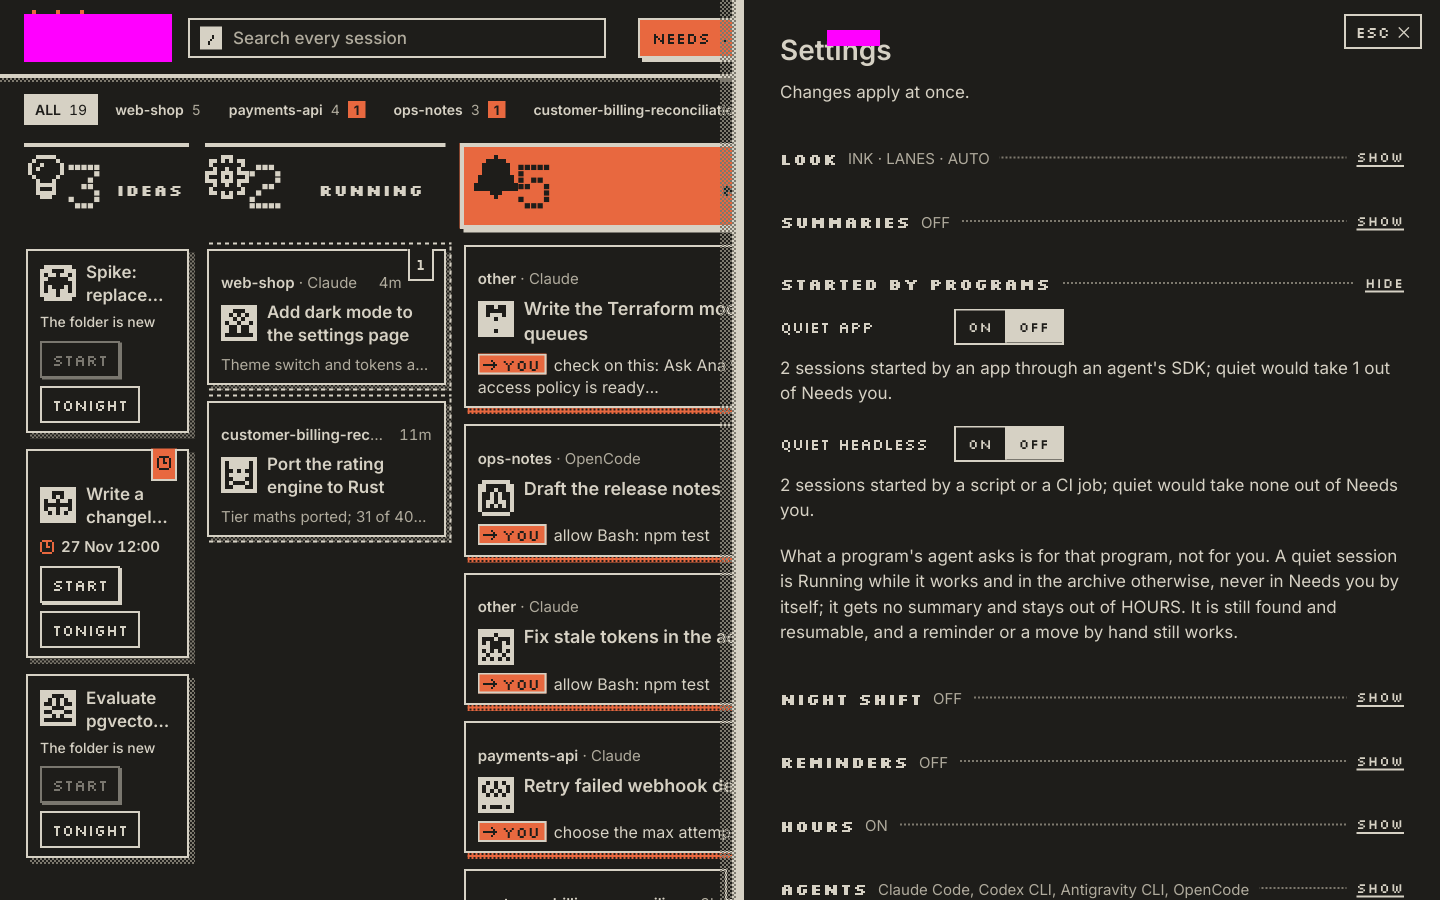 / Search every session
NEEDS
ALL 19
web-shop 5
payments-api 4 1
ops-notes 3 1
3 IDEAS
2 RUNNING
5
Spike:
replace...
The folder is new
START
TONIGHT
Write a
changel...
27 Nov 12:00
START
TONIGHT
Evaluate
pgvecto...
The folder is new
START
TONIGHT
1
web-shop · Claude 4m
Add dark mode to
the settings page
Theme switch and tokens a...
customer-billing-rec... 11m
Port the rating
engine to Rust
Tier maths ported; 31 of 40...
other · Claude
Write the Terraform
queues
→ YOU check on this: Ask Ana
access policy is ready...
ops-notes · OpenCode
Draft the release notes
→ YOU allow Bash: npm test
other · Claude
Fix stale tokens in the
→ YOU allow Bash: npm test
payments-api · Claude
Retry failed webhook
→ YOU choose the max
Settings
ESC ×
Changes apply at once.
LOOK INK · LANES · AUTO SHOW
SUMMARIES OFF SHOW
STARTED BY PROGRAMS HIDE
QUIET APP ON OFF
2 sessions started by an app through an agent's SDK; quiet would take 1 out
of Needs you.
QUIET HEADLESS ON OFF
2 sessions started by a script or a CI job; quiet would take none out of Needs
you.
What a program's agent asks is for that program, not for you. A quiet session
is Running while it works and in the archive otherwise, never in Needs you by
itself; it gets no summary and stays out of HOURS. It is still found and
resumable, and a reminder or a move by hand still works.
NIGHT SHIFT OFF SHOW
REMINDERS OFF SHOW
HOURS ON SHOW
AGENTS Claude Code, Codex CLI, Antigravity CLI, OpenCode SHOW